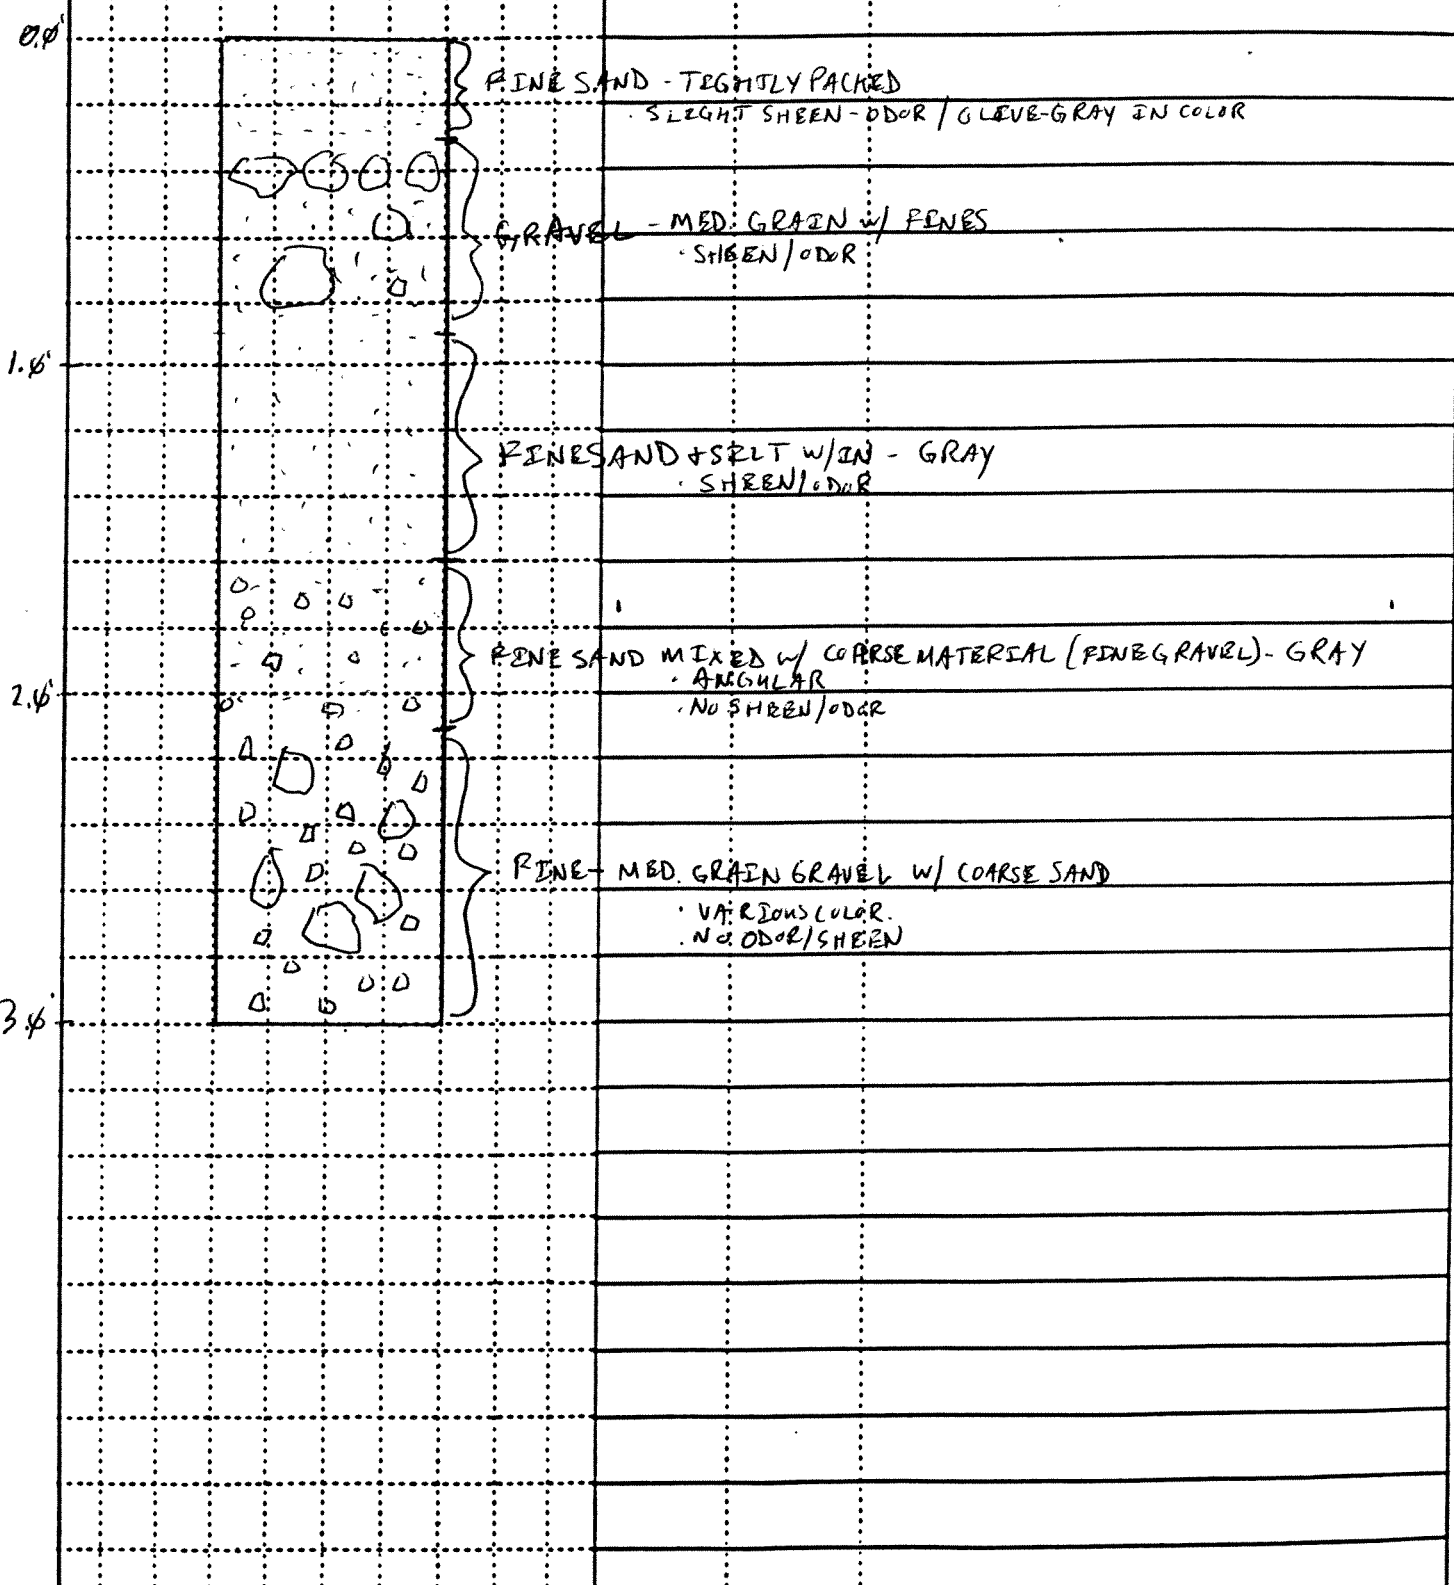 0.0'
FINE SAND - TIGHTLY PACKED
· SLIGHT SHEEN-ODOR / OLIVE-GRAY IN COLOR
GRAVEL - MED. GRAIN w/ FINES
· SHEEN/ODOR
1.0'
FINE SAND + SILT W/IN - GRAY
· SHEEN/ODOR
FINE SAND MIXED w/ COARSE MATERIAL (FINE GRAVEL) - GRAY
· ANGULAR
2.0'
· NO SHEEN/ODOR
FINE - MED. GRAIN GRAVEL W/ COARSE SAND
· VARIOUS COLOR.
· NO ODOR/SHEEN
3.0'